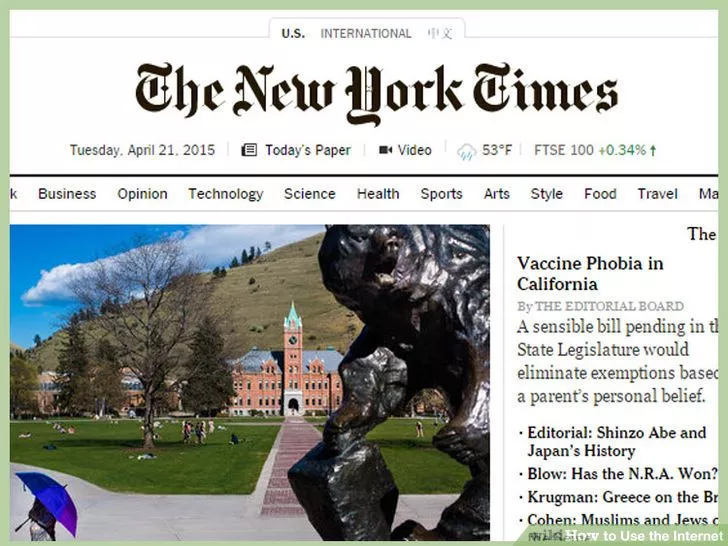 U.S. INTERNATIONAL 中文
The New York Times
Tuesday, April 21, 2015 Today's Paper Video 53°F FTSE 100 +0.34%
k Business Opinion Technology Science Health Sports Arts Style Food Travel Ma
The
Vaccine Phobia in
California
By THE EDITORIAL BOARD
A sensible bill pending in th
State Legislature would
eliminate exemptions based
a parent's personal belief.
· Editorial: Shinzo Abe and
Japan's History
· Blow: Has the N.R.A. Won?
· Krugman: Greece on the Br
· Cohen: Muslims and Jews o
How to Use the Internet